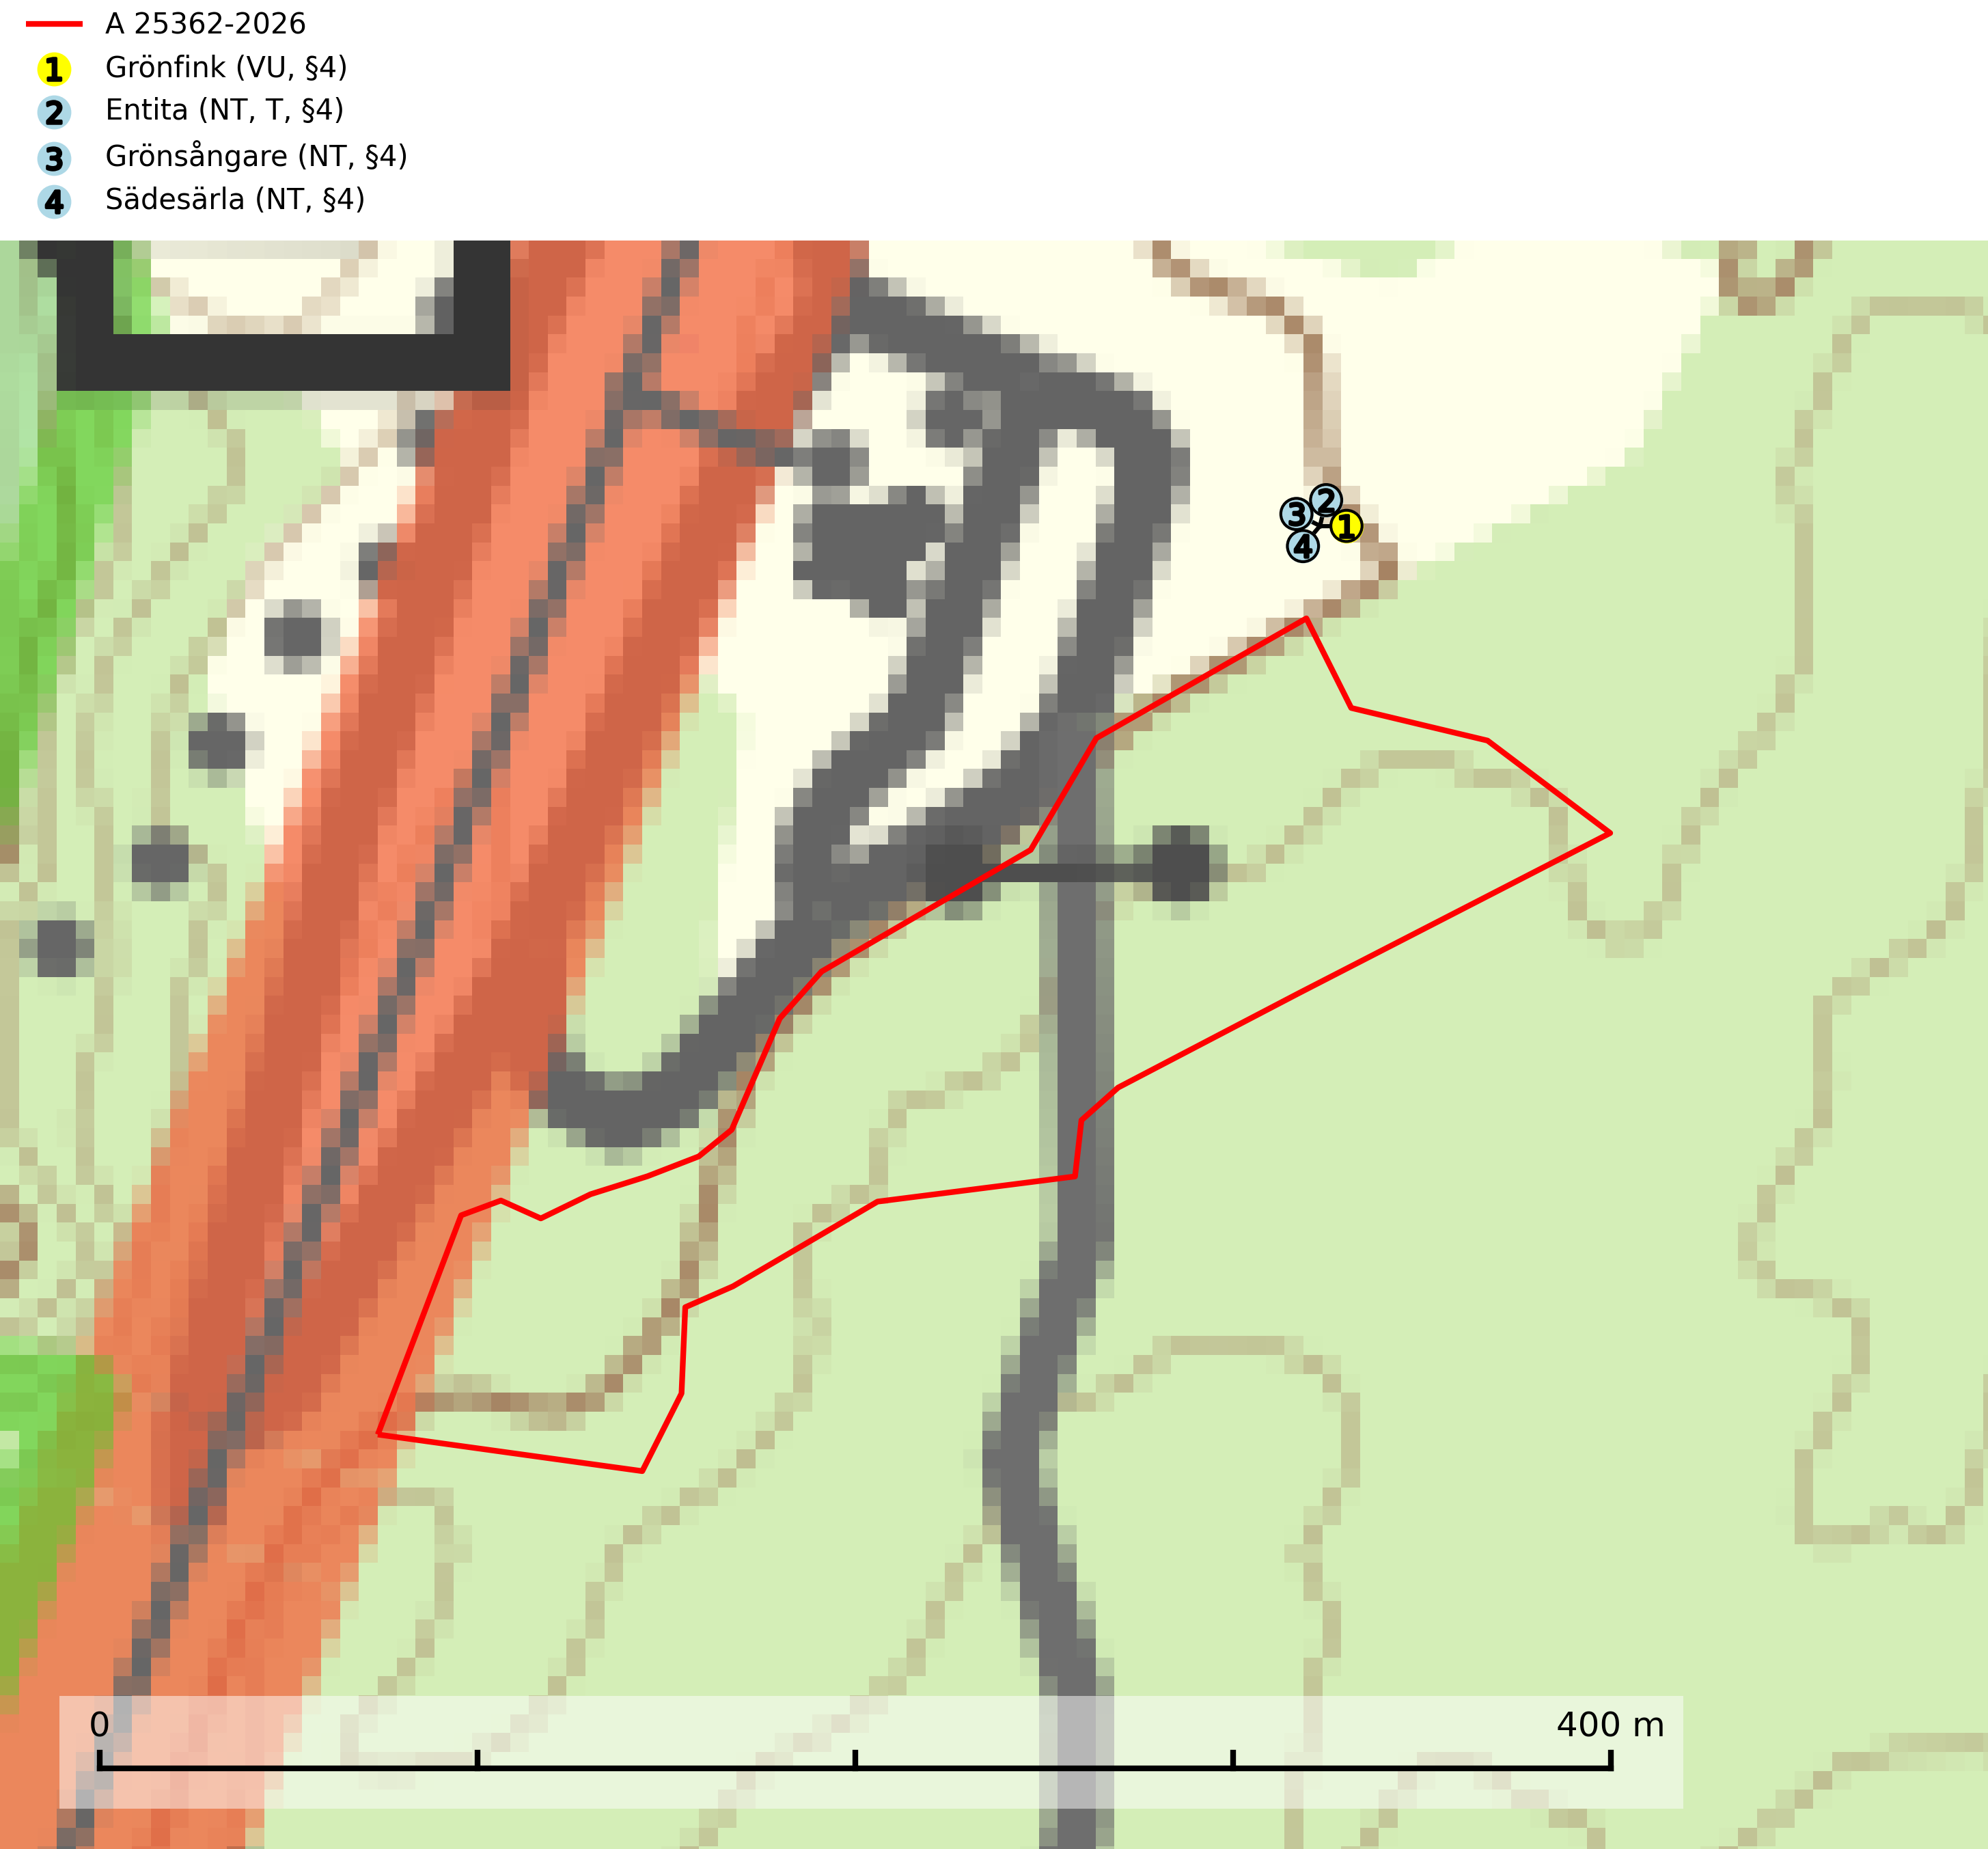 A 25362-2026
1 Grönfink (VU, §4)
2 Entita (NT, T, §4)
3 Grönsångare (NT, §4)
4 Sädesärla (NT, §4)
2
3
1
4
0 400 m